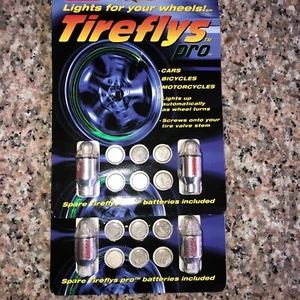 Lights for your wheels!...
Tireflys™
pro
· CARS
BICYCLES
MOTORCYCLES
· Lights up
automatically
as wheel turns
· Screws onto your
tire valve stem
Spare Tireflys pro™ batteries included
Spare Tireflys pro™ batteries included